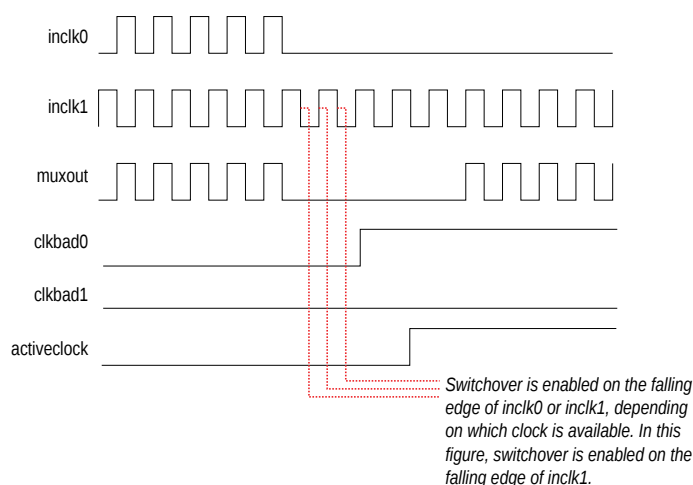 inclk0
inclk1
muxout
clkbad0
clkbad1
activeclock
Switchover is enabled on the falling
edge of inclk0 or inclk1, depending
on which clock is available. In this
figure, switchover is enabled on the
falling edge of inclk1.